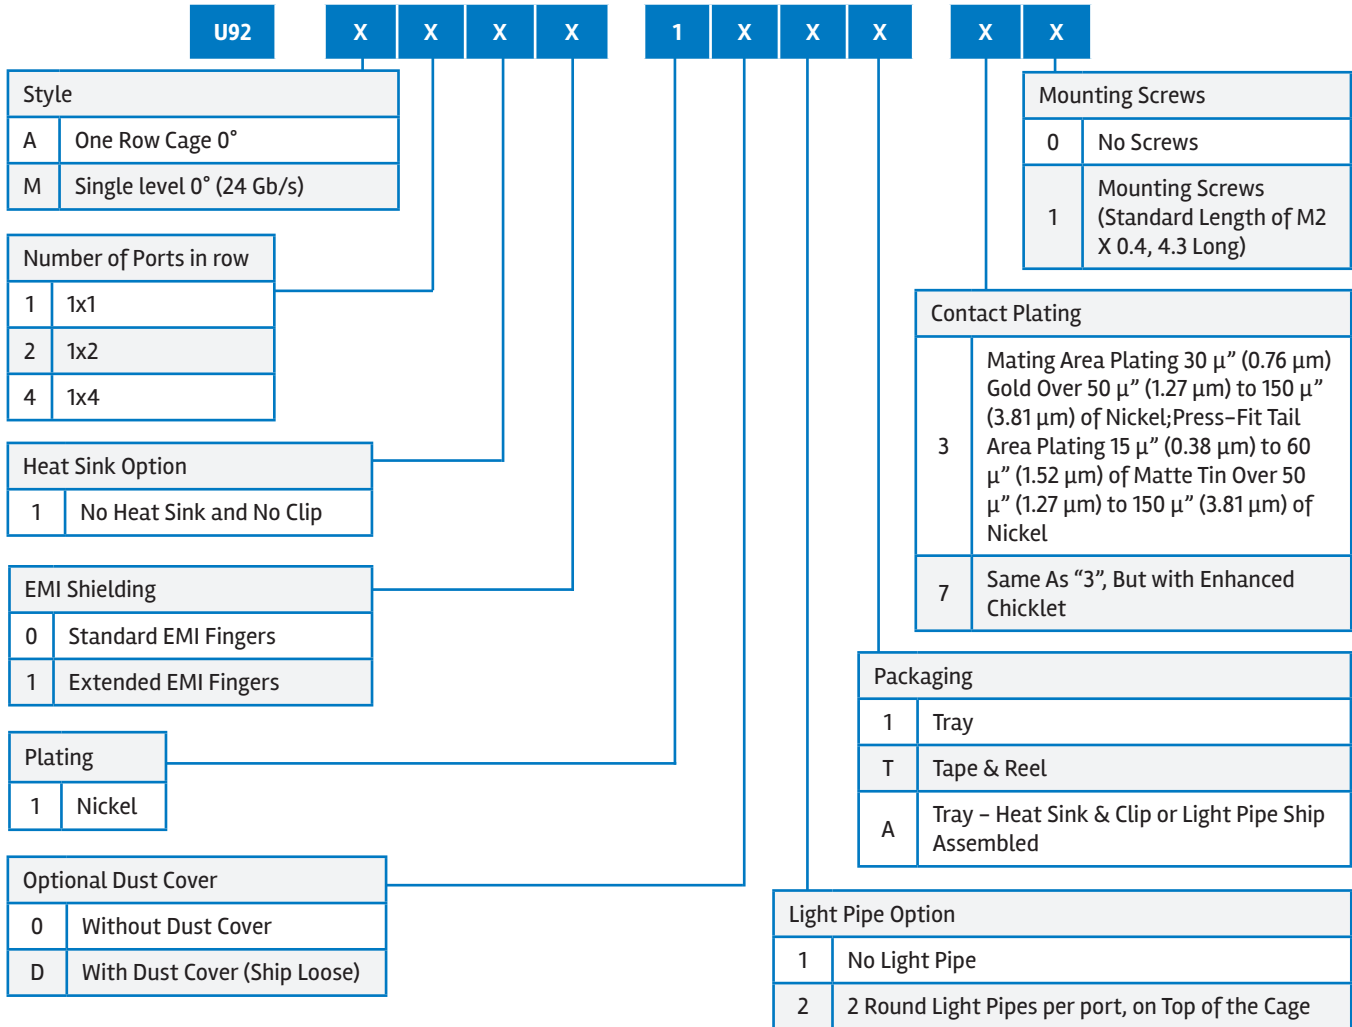 U92 X X X X 1 X X X X X
Style
A One Row Cage 0°
M Single level 0° (24 Gb/s)
Number of Ports in row
1 1x1
2 1x2
4 1x4
Heat Sink Option
1 No Heat Sink and No Clip
EMI Shielding
0 Standard EMI Fingers
1 Extended EMI Fingers
Plating
1 Nickel
Optional Dust Cover
0 Without Dust Cover
D With Dust Cover (Ship Loose)
Mounting Screws
0 No Screws
1 Mounting Screws
(Standard Length of M2
X 0.4, 4.3 Long)
Contact Plating
3 Mating Area Plating 30 µ” (0.76 µm)
Gold Over 50 µ” (1.27 µm) to 150 µ”
(3.81 µm) of Nickel;Press-Fit Tail
Area Plating 15 µ” (0.38 µm) to 60
µ” (1.52 µm) of Matte Tin Over 50
µ” (1.27 µm) to 150 µ” (3.81 µm) of
Nickel
7 Same As “3”, But with Enhanced
Chicklet
Packaging
1 Tray
T Tape & Reel
A Tray – Heat Sink & Clip or Light Pipe Ship
Assembled
Light Pipe Option
1 No Light Pipe
2 2 Round Light Pipes per port, on Top of the Cage